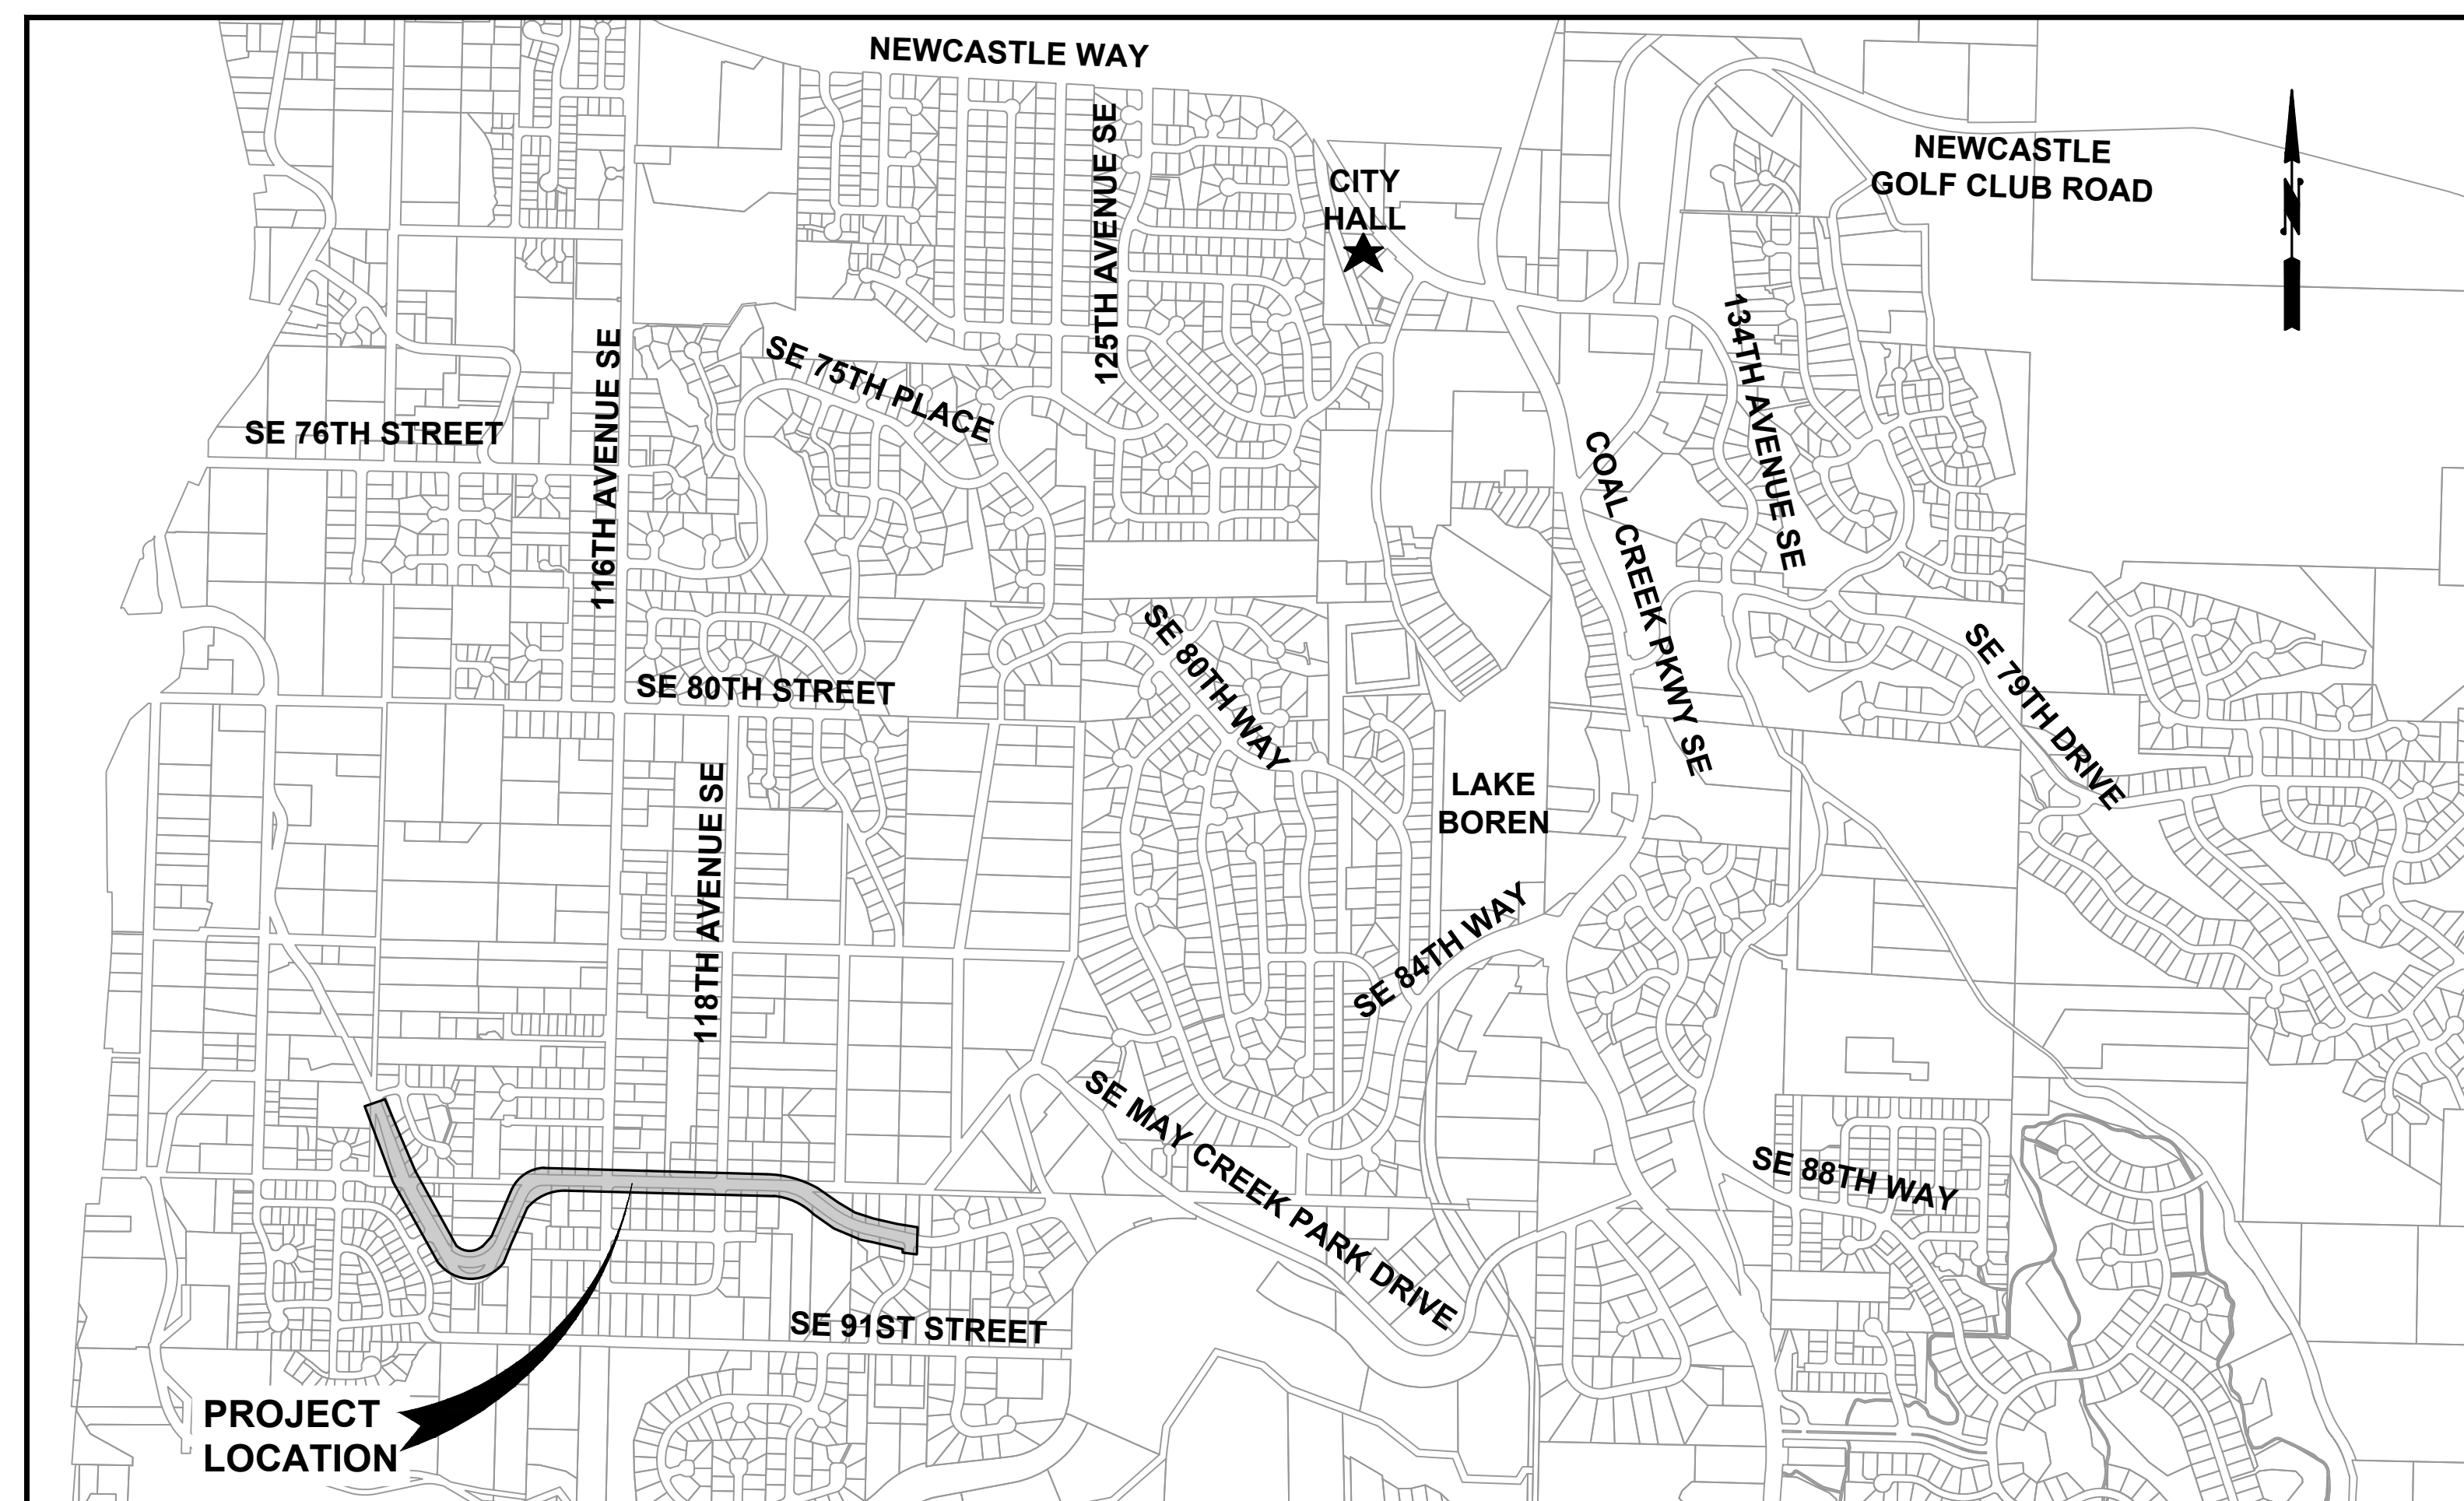 NEWCASTLE WAY
125TH AVENUE SE
CITY
HALL
NEWCASTLE
GOLF CLUB ROAD
N
134TH AVENUE SE
116TH AVENUE SE
SE 75TH PLACE
SE 76TH STREET
COAL CREEK PKWY SE
SE 80TH WAY
SE 79TH DRIVE
SE 80TH STREET
118TH AVENUE SE
LAKE
BOREN
SE 84TH WAY
SE MAY CREEK PARK DRIVE
SE 88TH WAY
SE 91ST STREET
PROJECT
LOCATION